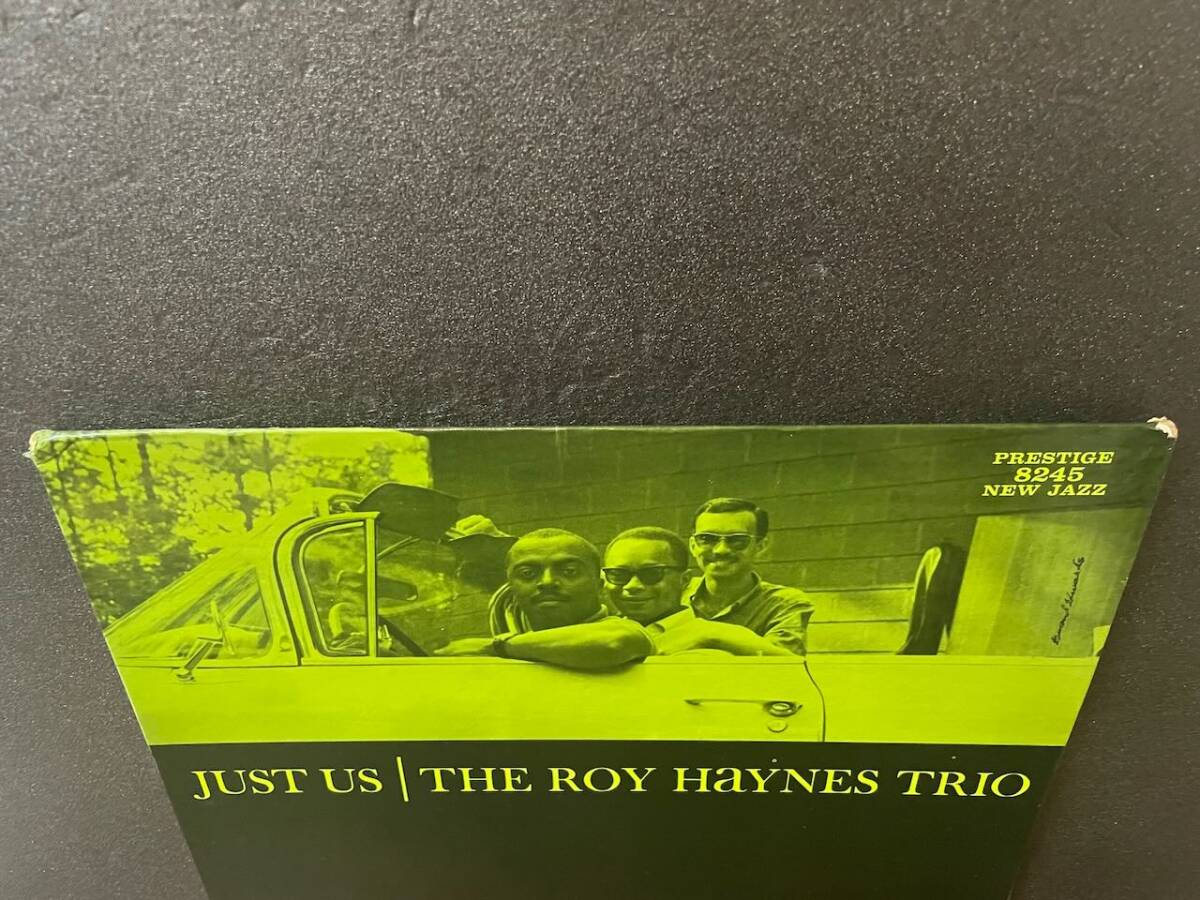 PRESTIGE
8245
NEW JAZZ
JUST US | THE ROY HaYNES TRIO